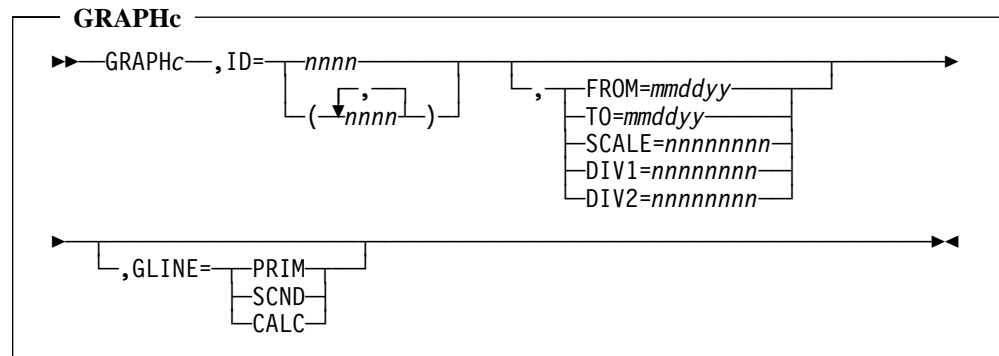 GRAPHc
GRAPHc ,ID= nnnn , FROM=mmddyy
( nnnn , ) TO=mmddyy
SCALE=nnnnnnnn
DIV1=nnnnnnnn
DIV2=nnnnnnnn
,GLINE= PRIM
SCND
CALC